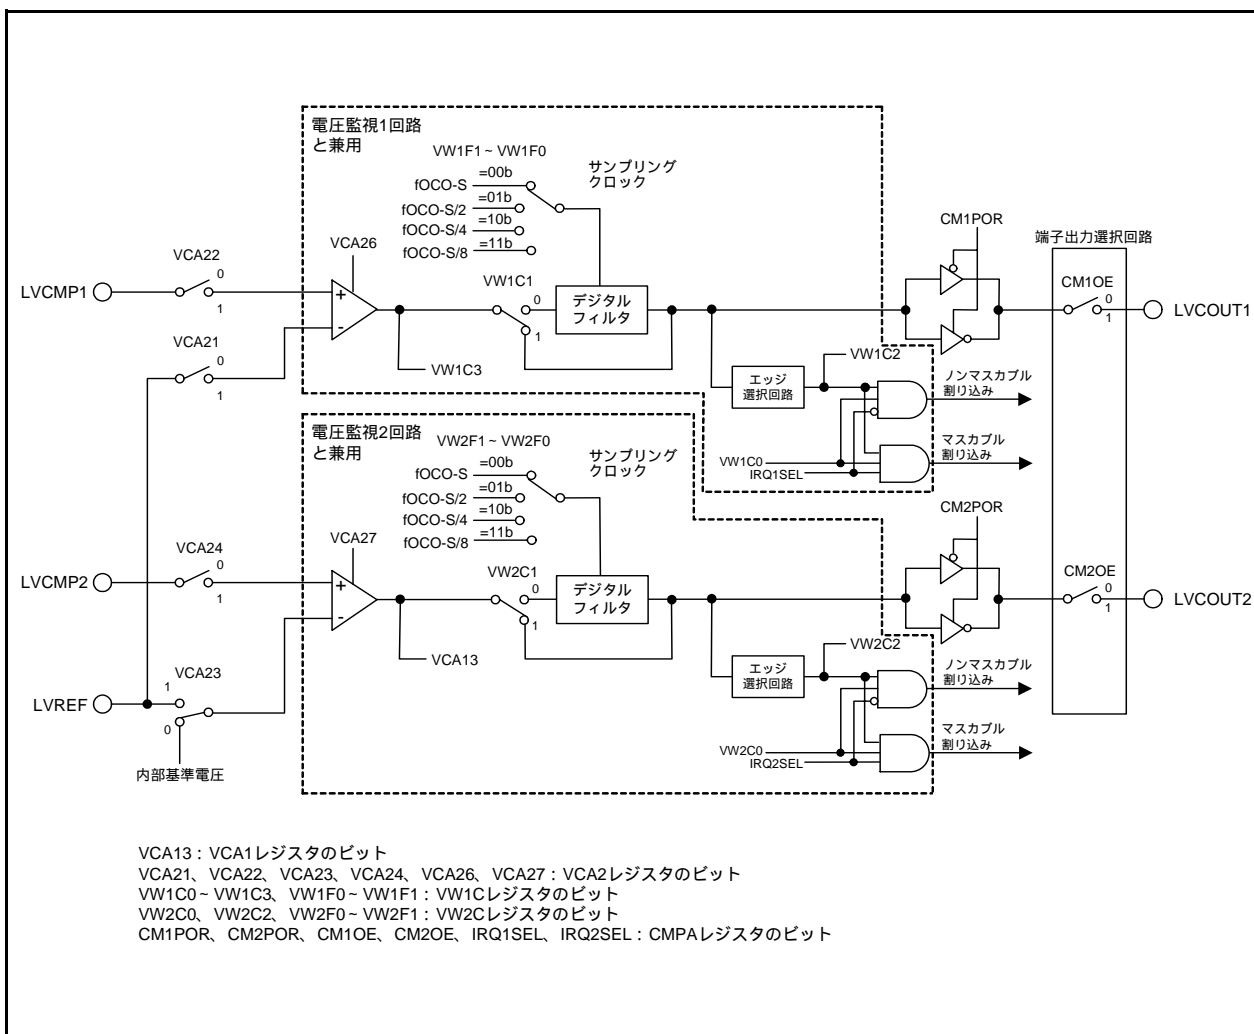 電圧監視1回路
と兼用
VW1F1~VW1F0
サンプリング
クロック
fOCO-S
=00b
fOCO-S/2
=01b
fOCO-S/4
=10b
fOCO-S/8
=11b
VCA26
VCA22
0
1
LVCMP1
+
-
VCA21
0
1
VW1C3
VW1C1
0
1
デジタル
フィルタ
CM1POR
端子出力選択回路
CM1OE
0
1
LVCOUT1
エッジ
選択回路
VW1C2
ノンマスカブル
割り込み
マスカブル
割り込み
VW1C0
IRQ1SEL
電圧監視2回路
と兼用
VW2F1~VW2F0
サンプリング
クロック
fOCO-S
=00b
fOCO-S/2
=01b
fOCO-S/4
=10b
fOCO-S/8
=11b
VCA27
VCA24
0
1
LVCMP2
+
-
VCA23
1
0
LVREF
内部基準電圧
VCA13
VW2C1
0
1
デジタル
フィルタ
CM2POR
CM2OE
0
1
LVCOUT2
エッジ
選択回路
VW2C2
ノンマスカブル
割り込み
マスカブル
割り込み
VW2C0
IRQ2SEL
VCA13:VCA1レジスタのビット
VCA21、VCA22、VCA23、VCA24、VCA26、VCA27:VCA2レジスタのビット
VW1C0~VW1C3、VW1F0~VW1F1:VW1Cレジスタのビット
VW2C0、VW2C2、VW2F0~VW2F1:VW2Cレジスタのビット
CM1POR、CM2POR、CM1OE、CM2OE、IRQ1SEL、IRQ2SEL:CMPAレジスタのビット